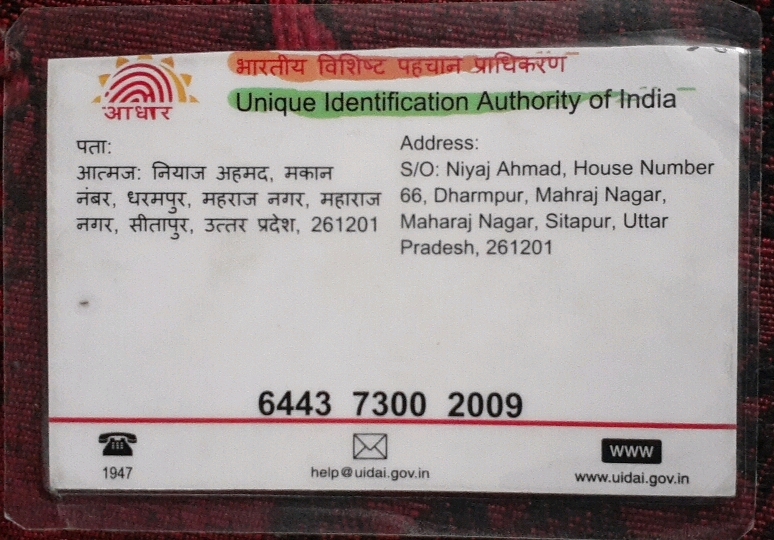 भारतीय विशिष्ट पहचान प्राधिकरण
Unique Identification Authority of India
आधार
पता:
आत्मज: नियाज अहमद, मकान
नंबर, धरमपुर, महराज नगर, महाराज
नगर, सीतापुर, उत्तर प्रदेश, 261201
Address:
S/O: Niyaj Ahmad, House Number
66, Dharmpur, Mahraj Nagar,
Maharaj Nagar, Sitapur, Uttar
Pradesh, 261201
6443 7300 2009
1947
help@uidai.gov.in
WWW
www.uidai.gov.in